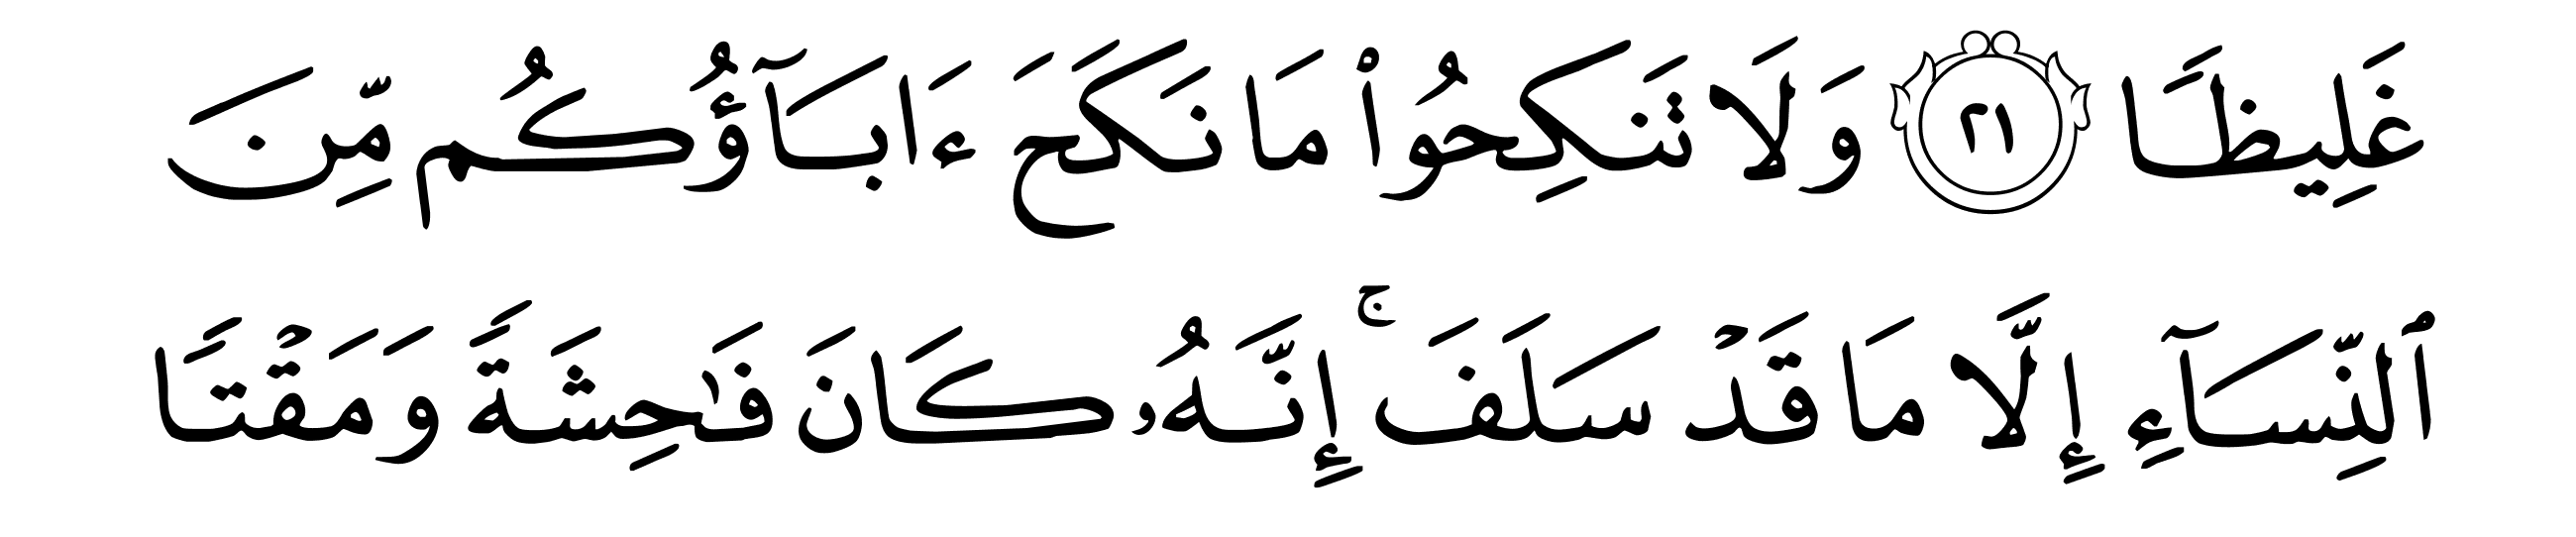 غَلِيظًا ٢١ وَلَا تَنكِحُوا۟ مَا نَكَحَ ءَابَآؤُكُم مِّنَ
ٱلنِّسَآءِ إِلَّا مَا قَدْ سَلَفَ ۚ إِنَّهُۥ كَانَ فَـٰحِشَةً وَمَقْتًا